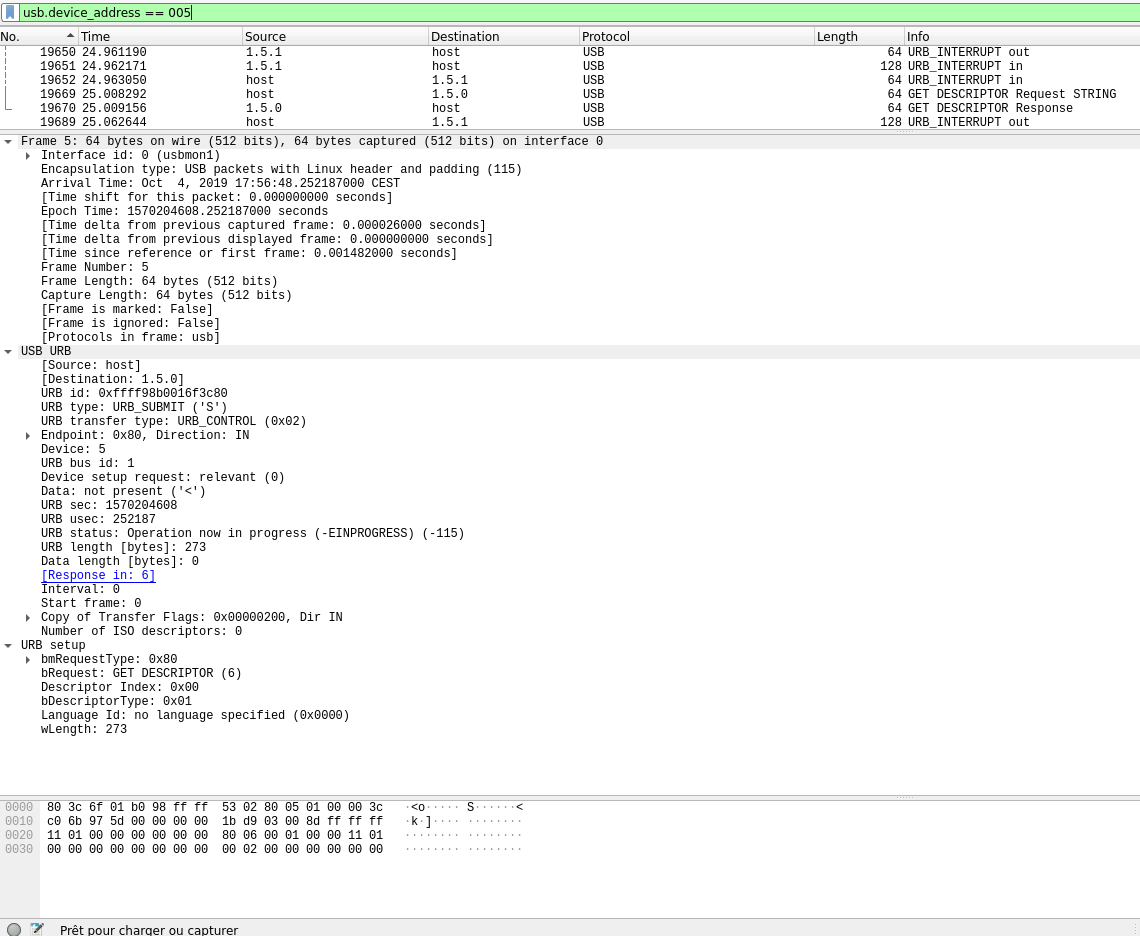 usb.device_address == 005
No. Time Source Destination Protocol Length Info
19650 24.961190 1.5.1 host USB 64 URB_INTERRUPT out
19651 24.962171 1.5.1 host USB 128 URB_INTERRUPT in
19652 24.963050 host 1.5.1 USB 64 URB_INTERRUPT in
19669 25.008292 host 1.5.0 USB 64 GET DESCRIPTOR Request STRING
19670 25.009156 1.5.0 host USB 64 GET DESCRIPTOR Response
19689 25.062644 host 1.5.1 USB 128 URB_INTERRUPT out
Frame 5: 64 bytes on wire (512 bits), 64 bytes captured (512 bits) on interface 0
Interface id: 0 (usbmon1)
Encapsulation type: USB packets with Linux header and padding (115)
Arrival Time: Oct  4, 2019 17:56:48.252187000 CEST
[Time shift for this packet: 0.000000000 seconds]
Epoch Time: 1570204608.252187000 seconds
[Time delta from previous captured frame: 0.000026000 seconds]
[Time delta from previous displayed frame: 0.000000000 seconds]
[Time since reference or first frame: 0.001482000 seconds]
Frame Number: 5
Frame Length: 64 bytes (512 bits)
Capture Length: 64 bytes (512 bits)
[Frame is marked: False]
[Frame is ignored: False]
[Protocols in frame: usb]
USB URB
[Source: host]
[Destination: 1.5.0]
URB id: 0xffff98b0016f3c80
URB type: URB_SUBMIT ('S')
URB transfer type: URB_CONTROL (0x02)
Endpoint: 0x80, Direction: IN
Device: 5
URB bus id: 1
Device setup request: relevant (0)
Data: not present ('<')
URB sec: 1570204608
URB usec: 252187
URB status: Operation now in progress (-EINPROGRESS) (-115)
URB length [bytes]: 273
Data length [bytes]: 0
[Response in: 6]
Interval: 0
Start frame: 0
Copy of Transfer Flags: 0x00000200, Dir IN
Number of ISO descriptors: 0
URB setup
bmRequestType: 0x80
bRequest: GET DESCRIPTOR (6)
Descriptor Index: 0x00
bDescriptorType: 0x01
Language Id: no language specified (0x0000)
wLength: 273
0000 80 3c 6f 01 b0 98 ff ff 53 02 80 05 01 00 00 3c ·<o····· S······<
0010 c0 6b 97 5d 00 00 00 00 1b d9 03 00 8d ff ff ff ·k·]···· ········
0020 11 01 00 00 00 00 00 00 80 06 00 01 00 00 11 01 ········ ········
0030 00 00 00 00 00 00 00 00 00 02 00 00 00 00 00 00 ········ ········
Prêt pour charger ou capturer